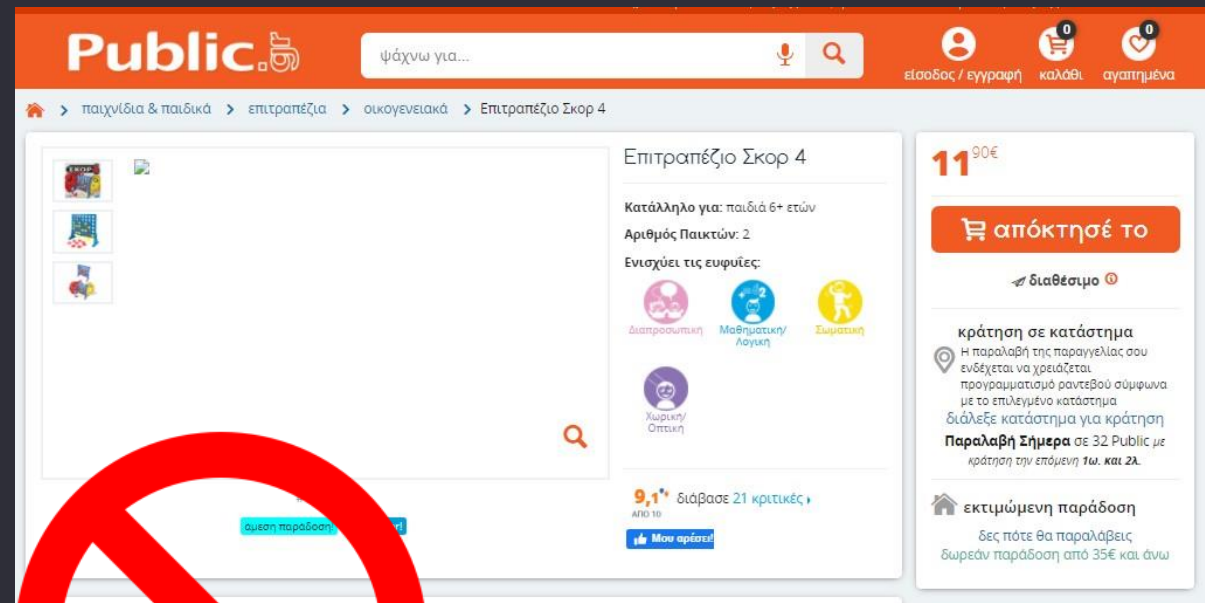 Public.gr
ψάχνω για...
0
0
είσοδος / εγγραφή
καλάθι
αγαπημένα
παιχνίδια & παιδικά > επιτραπέζια > οικογενειακά > Επιτραπέζιο Σκορ 4
ΣΚΟΡ 4
Επιτραπέζιο Σκορ 4
Κατάλληλο για: παιδιά 6+ ετών
Αριθμός Παικτών: 2
Ενισχύει τις ευφυΐες:
Διαπροσωπική
Μαθηματική/
Λογική
Σωματική
Χωρική/
Οπτική
9,1
ΑΠΟ 10
διάβασε 21 κριτικές
Μου αρέσει!
άμεση παράδοση!
11 90€
απόκτησέ το
διαθέσιμο
κράτηση σε κατάστημα
Η παραλαβή της παραγγελίας σου
ενδέχεται να χρειάζεται
προγραμματισμό ραντεβού σύμφωνα
με το επιλεγμένο κατάστημα
διάλεξε κατάστημα για κράτηση
Παραλαβή Σήμερα σε 32 Public με
κράτηση την επόμενη 1ω. και 2λ.
εκτιμώμενη παράδοση
δες πότε θα παραλάβεις
δωρεάν παράδοση από 35€ και άνω